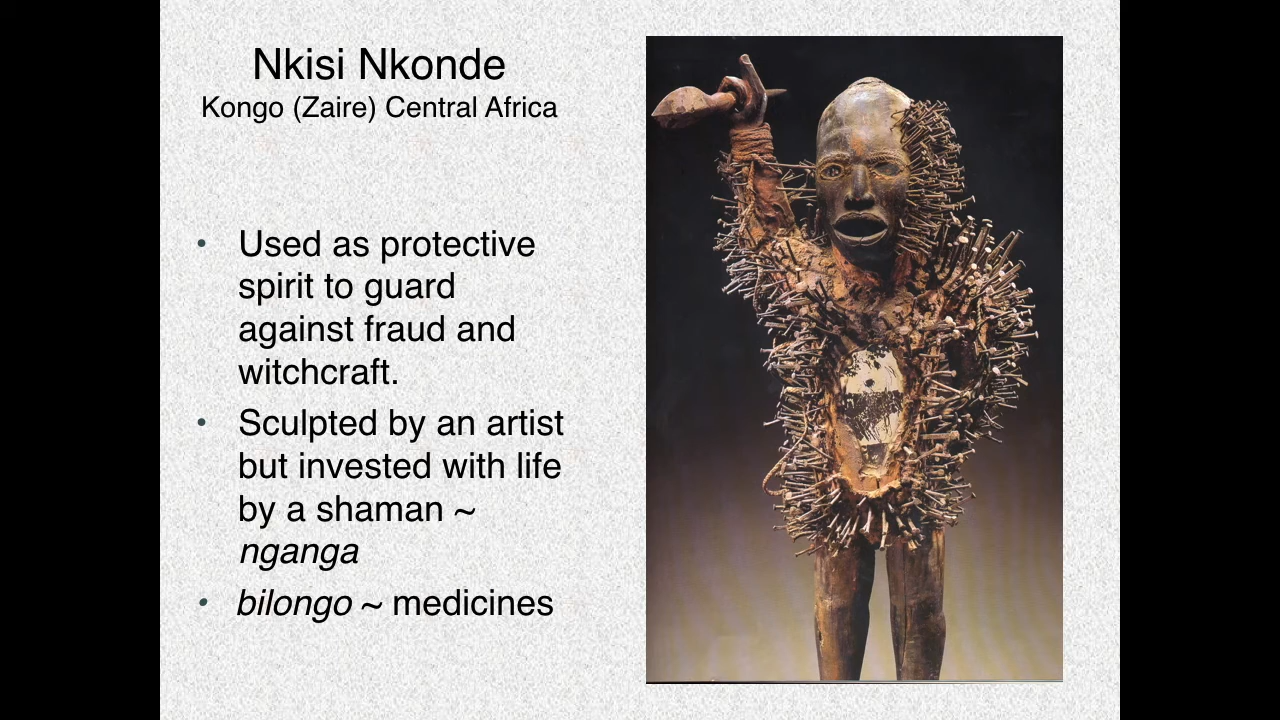 Nkisi Nkonde
Kongo (Zaire) Central Africa
• Used as protective
spirit to guard
against fraud and
witchcraft.
• Sculpted by an artist
but invested with life
by a shaman ~
nganga
• bilongo ~ medicines